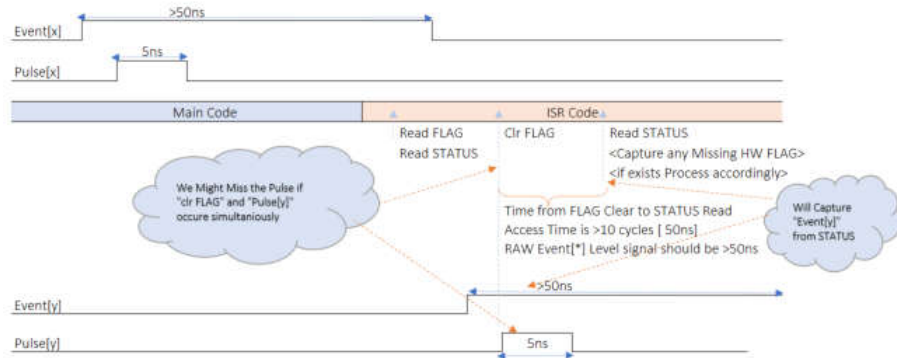 >50ns
Event[x]
5ns
Pulse[x]
Main Code
ISR Code
Read FLAG
Read STATUS
Clr FLAG
Read STATUS
<Capture any Missing HW FLAG>
<if exists Process accordingly>
We Might Miss the Pulse if
"clr FLAG" and "Pulse[y]"
occure simultaniously
Time from FLAG Clear to STATUS Read
Access Time is >10 cycles [ 50ns]
RAW Event[*] Level signal should be >50ns
Will Capture
"Event[y]"
from STATUS
>50ns
Event[y]
5ns
Pulse[y]